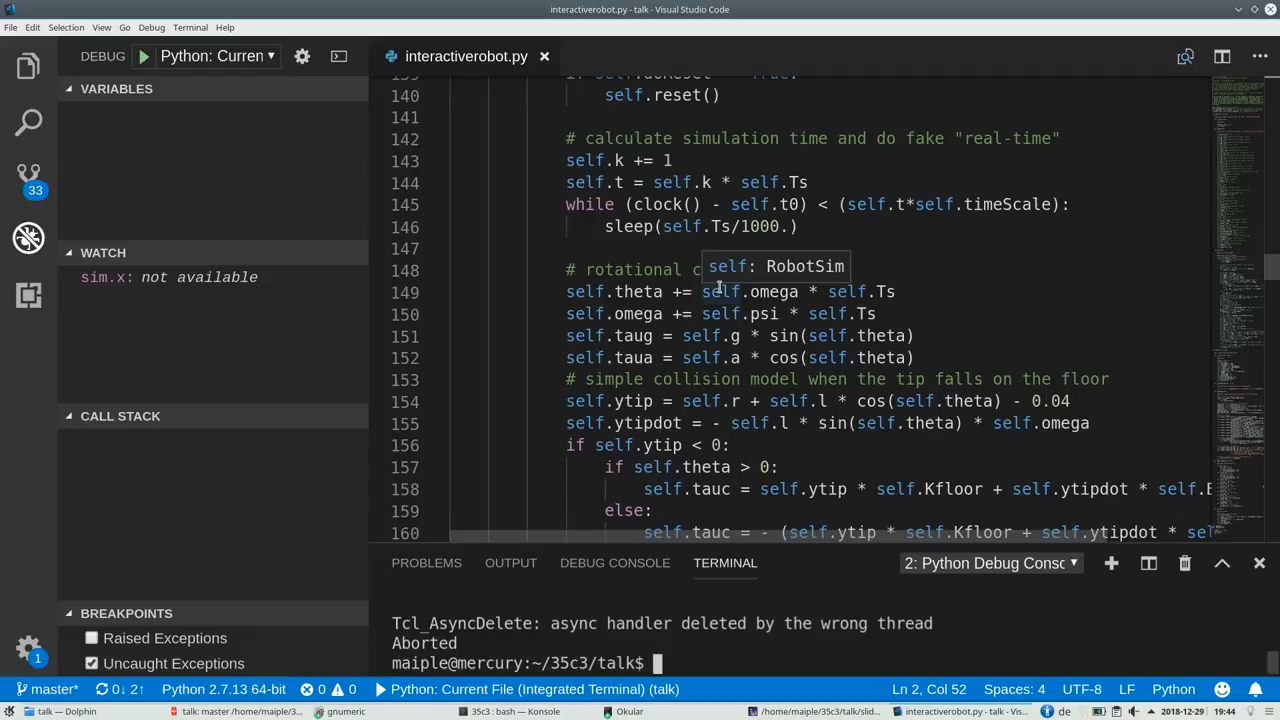 interactiverobot.py - talk - Visual Studio Code
File Edit Selection View Go Debug Terminal Help
DEBUG Python: Curren
interactiverobot.py
VARIABLES
140 self.reset()
141
142 # calculate simulation time and do fake "real-time"
143 self.k += 1
144 self.t = self.k * self.Ts
145 while (clock() - self.t0) < (self.t*self.timeScale):
146 sleep(self.Ts/1000.)
147
148 # rotational c
self: RobotSim
149 self.theta += self.omega * self.Ts
150 self.omega += self.psi * self.Ts
151 self.taug = self.g * sin(self.theta)
152 self.taua = self.a * cos(self.theta)
153 # simple collision model when the tip falls on the floor
154 self.ytip = self.r + self.l * cos(self.theta) - 0.04
155 self.ytipdot = - self.l * sin(self.theta) * self.omega
156 if self.ytip < 0:
157 if self.theta > 0:
158 self.tauc = self.ytip * self.Kfloor + self.ytipdot * self.
159 else:
160 self.tauc = - (self.ytip * self.Kfloor + self.ytipdot * sel
33
WATCH
sim.x: not available
CALL STACK
BREAKPOINTS
Raised Exceptions
Uncaught Exceptions
1
PROBLEMS OUTPUT DEBUG CONSOLE TERMINAL 2: Python Debug Consc
Tcl_AsyncDelete: async handler deleted by the wrong thread
Aborted
maiple@mercury:~/35c3/talk$
master* 0↓ 2↑ Python 2.7.13 64-bit 0 0 Python: Current File (Integrated Terminal) (talk) Ln 2, Col 52 Spaces: 4 UTF-8 LF Python
talk — Dolphin talk: master /home/maiple/3... gnumeric 35c3 : bash — Konsole Okular /home/maiple/35c3/talk/slid... interactiverobot.py - talk - Vis... de 19:44 2018-12-29 19:44